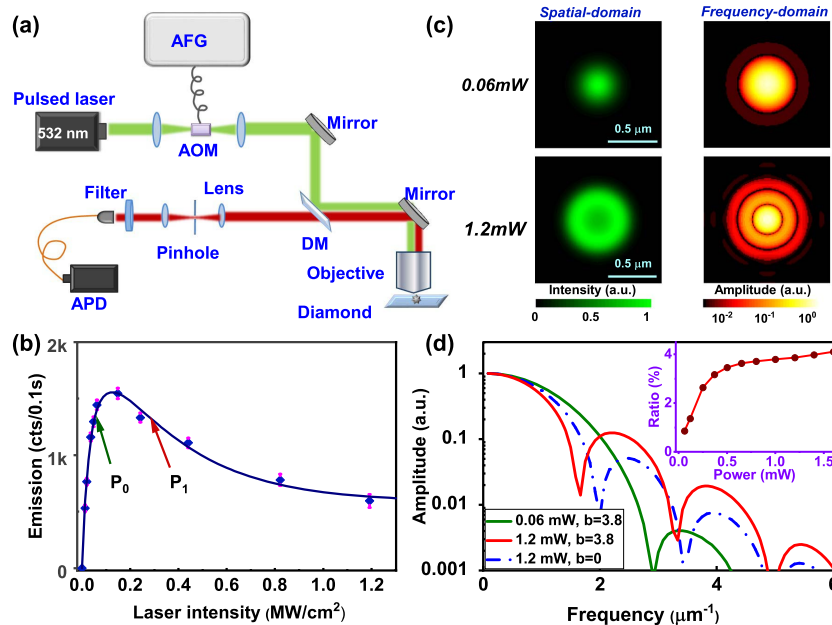 (a)
AFG
Pulsed laser
532 nm
AOM
Mirror
Filter
Lens
Mirror
Pinhole
DM
Objective
APD
Diamond
(c)
Spatial-domain
Frequency-domain
0.06mW
0.5 μm
1.2mW
0.5 μm
Intensity (a.u.)
Amplitude (a.u.)
0
0.5
1
10⁻²
10⁻¹
10⁰
(b)
2k
1k
0
Emission (cts/0.1s)
P₀
P₁
0.0
0.2
0.4
0.6
0.8
1.0
1.2
Laser intensity (MW/cm²)
(d)
1
0.1
0.01
0.001
Amplitude (a.u.)
0.06 mW, b=3.8
1.2 mW, b=3.8
1.2 mW, b=0
0
2
4
6
Frequency (μm⁻¹)
4
2
0
Ratio (%)
0.0
0.5
1.0
1.5
Power (mW)